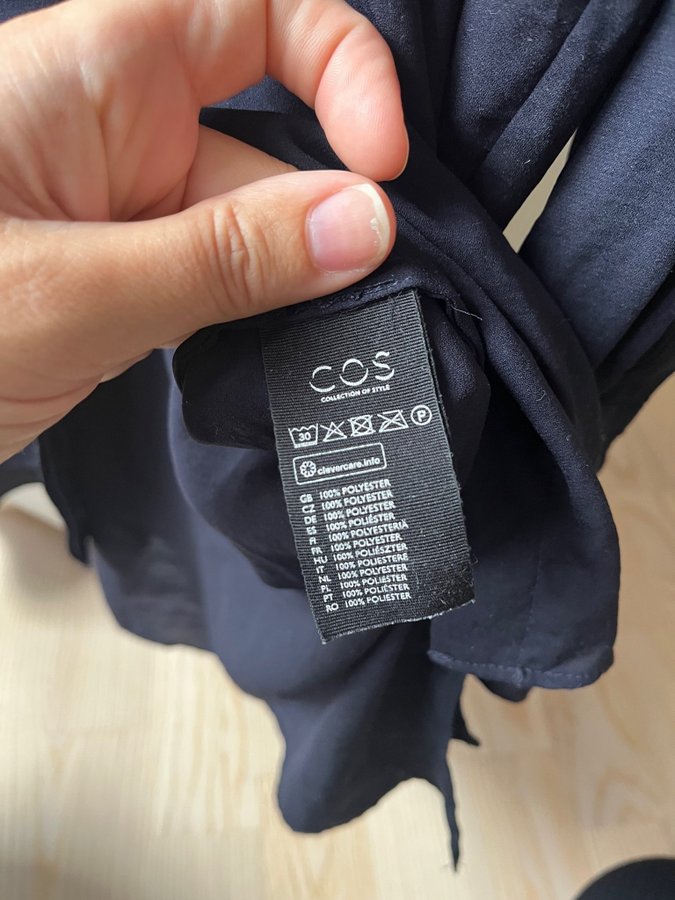 COS
COLLECTION OF STYLE
30 P
clevercare.info
GB 100% POLYESTER
CZ 100% POLYESTER
DE 100% POLYESTER
ES 100% POLIÉSTER
FI 100% POLYESTERIÄ
FR 100% POLYESTER
HU 100% POLIÉSZTER
IT 100% POLIESTERE
NL 100% POLYESTER
PL 100% POLIESTER
PT 100% POLIÉSTER
RO 100% POLIESTER